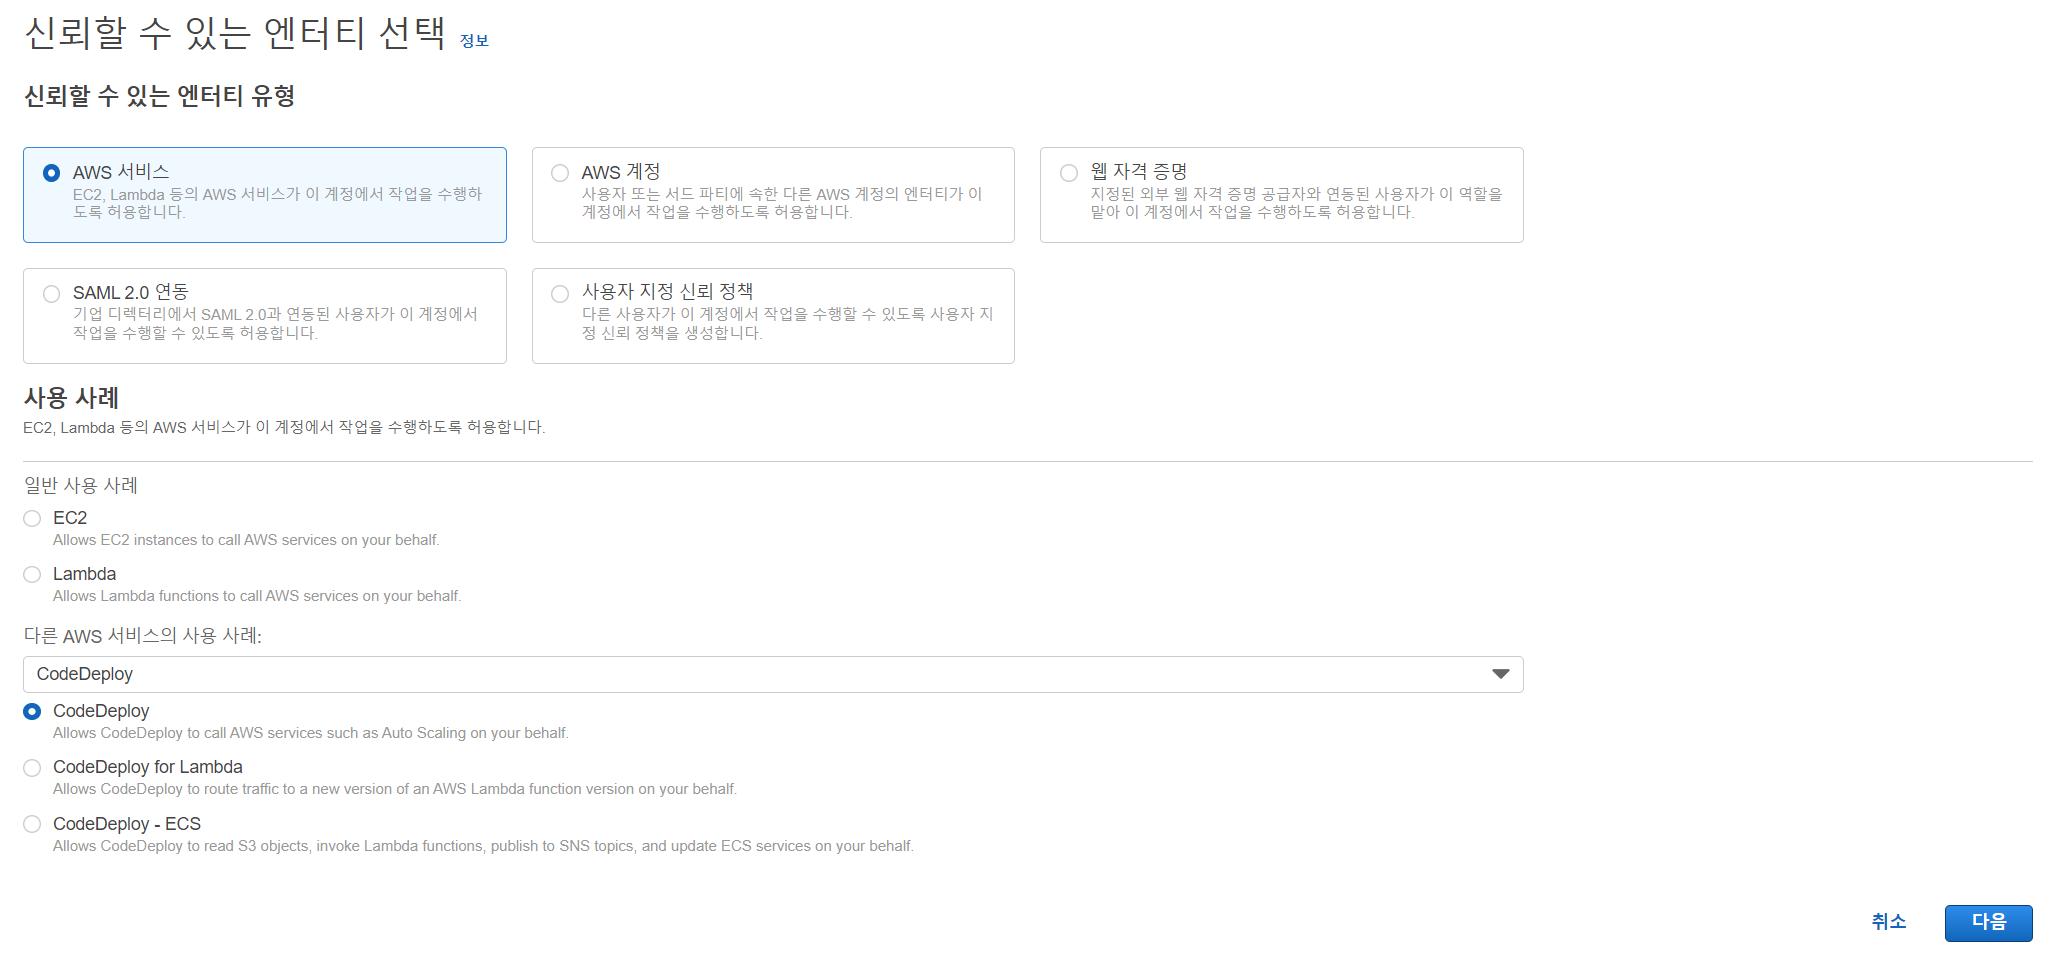 신뢰할 수 있는 엔터티 선택 정보
신뢰할 수 있는 엔터티 유형
AWS 서비스
EC2, Lambda 등의 AWS 서비스가 이 계정에서 작업을 수행하
도록 허용합니다.
AWS 계정
사용자 또는 서드 파티에 속한 다른 AWS 계정의 엔터티가 이
계정에서 작업을 수행하도록 허용합니다.
웹 자격 증명
지정된 외부 웹 자격 증명 공급자와 연동된 사용자가 이 역할을
맡아 이 계정에서 작업을 수행하도록 허용합니다.
SAML 2.0 연동
기업 디렉터리에서 SAML 2.0과 연동된 사용자가 이 계정에서
작업을 수행할 수 있도록 허용합니다.
사용자 지정 신뢰 정책
다른 사용자가 이 계정에서 작업을 수행할 수 있도록 사용자 지
정 신뢰 정책을 생성합니다.
사용 사례
EC2, Lambda 등의 AWS 서비스가 이 계정에서 작업을 수행하도록 허용합니다.
일반 사용 사례
EC2
Allows EC2 instances to call AWS services on your behalf.
Lambda
Allows Lambda functions to call AWS services on your behalf.
다른 AWS 서비스의 사용 사례:
CodeDeploy
CodeDeploy
Allows CodeDeploy to call AWS services such as Auto Scaling on your behalf.
CodeDeploy for Lambda
Allows CodeDeploy to route traffic to a new version of an AWS Lambda function version on your behalf.
CodeDeploy - ECS
Allows CodeDeploy to read S3 objects, invoke Lambda functions, publish to SNS topics, and update ECS services on your behalf.
취소
다음